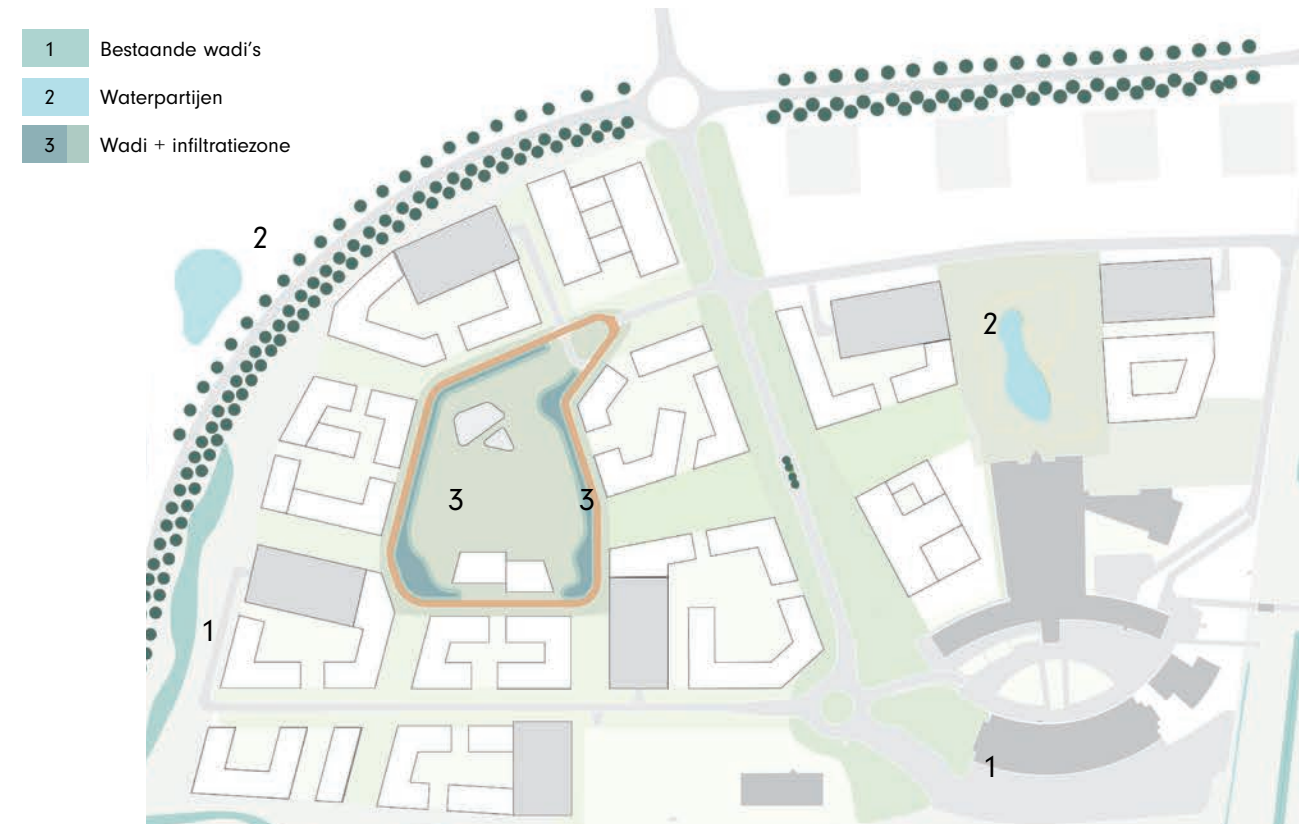 1 Bestaande wadi's
2 Waterpartijen
3 Wadi + infiltratiezone
2
2
3 3
1
1